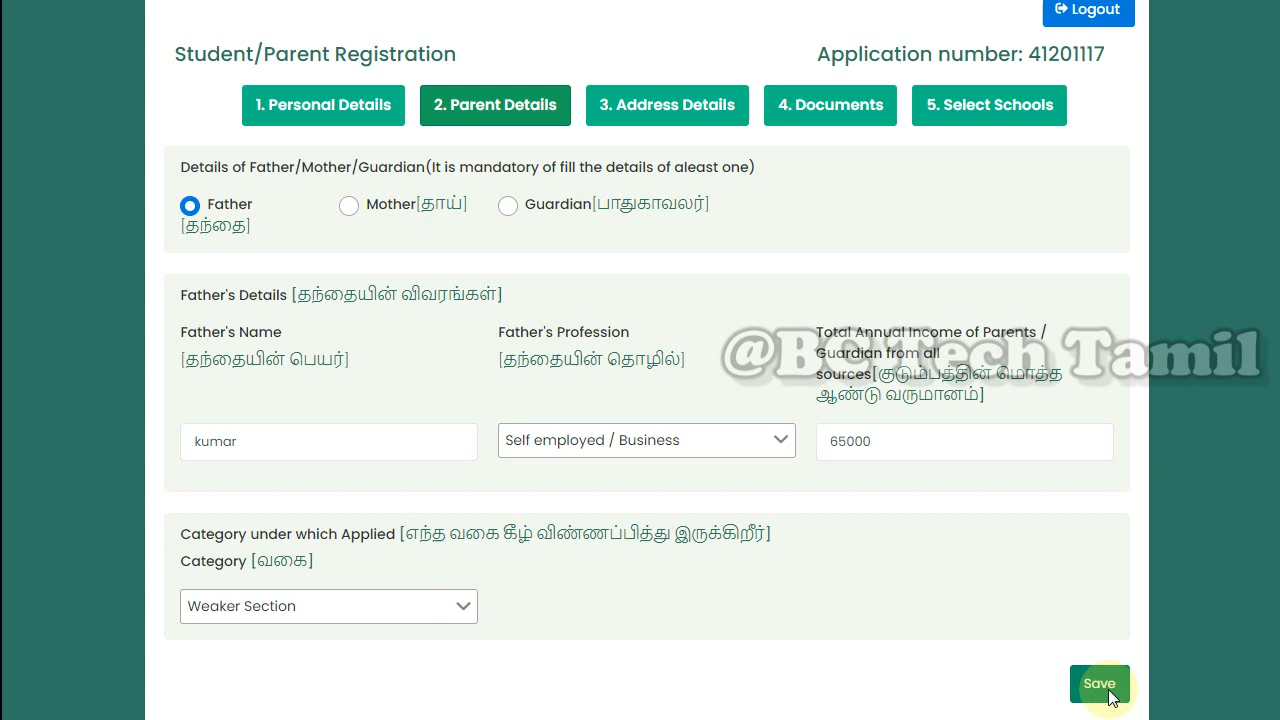 Logout
Student/Parent Registration
Application number: 41201117
1. Personal Details
2. Parent Details
3. Address Details
4. Documents
5. Select Schools
Details of Father/Mother/Guardian(It is mandatory of fill the details of aleast one)
Father
[தந்தை]
Mother[தாய்]
Guardian[பாதுகாவலர்]
Father's Details [தந்தையின் விவரங்கள்]
Father's Name
[தந்தையின் பெயர்]
Father's Profession
[தந்தையின் தொழில்]
Total Annual Income of Parents /
Guardian from all
sources[குடும்பத்தின் மொத்த
ஆண்டு வருமானம்]
@BC Tech Tamil
kumar
Self employed / Business
65000
Category under which Applied [எந்த வகை கீழ் விண்ணப்பித்து இருக்கிறீர்]
Category [வகை]
Weaker Section
Save